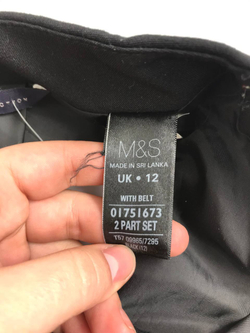 M&S
MADE IN SRI LANKA
UK • 12
WITH BELT
01751673
2 PART SET